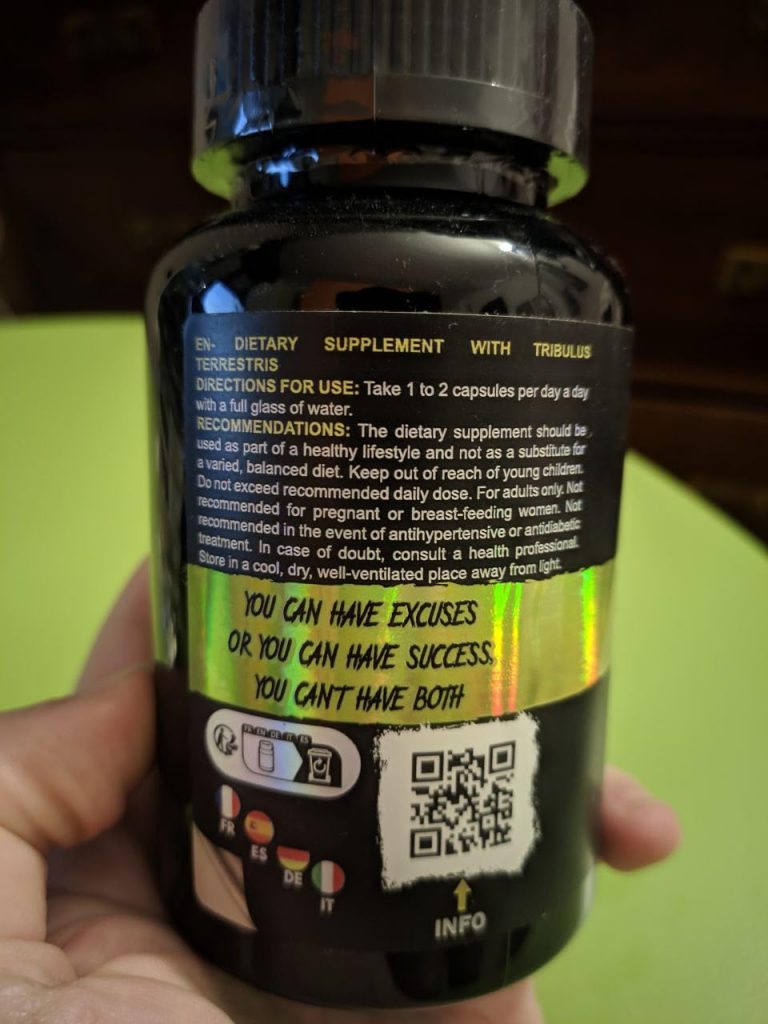 EN- DIETARY SUPPLEMENT WITH TRIBULUS
TERRESTRIS
DIRECTIONS FOR USE: Take 1 to 2 capsules per day a day
with a full glass of water.
RECOMMENDATIONS: The dietary supplement should be
used as part of a healthy lifestyle and not as a substitute for
a varied, balanced diet. Keep out of reach of young children.
Do not exceed recommended daily dose. For adults only. Not
recommended for pregnant or breast-feeding women. Not
recommended in the event of antihypertensive or antidiabetic
treatment. In case of doubt, consult a health professional.
Store in a cool, dry, well-ventilated place away from light.
YOU CAN HAVE EXCUSES
OR YOU CAN HAVE SUCCESS,
YOU CAN'T HAVE BOTH
FR EN DE IT ES
FR
ES
DE
IT
INFO